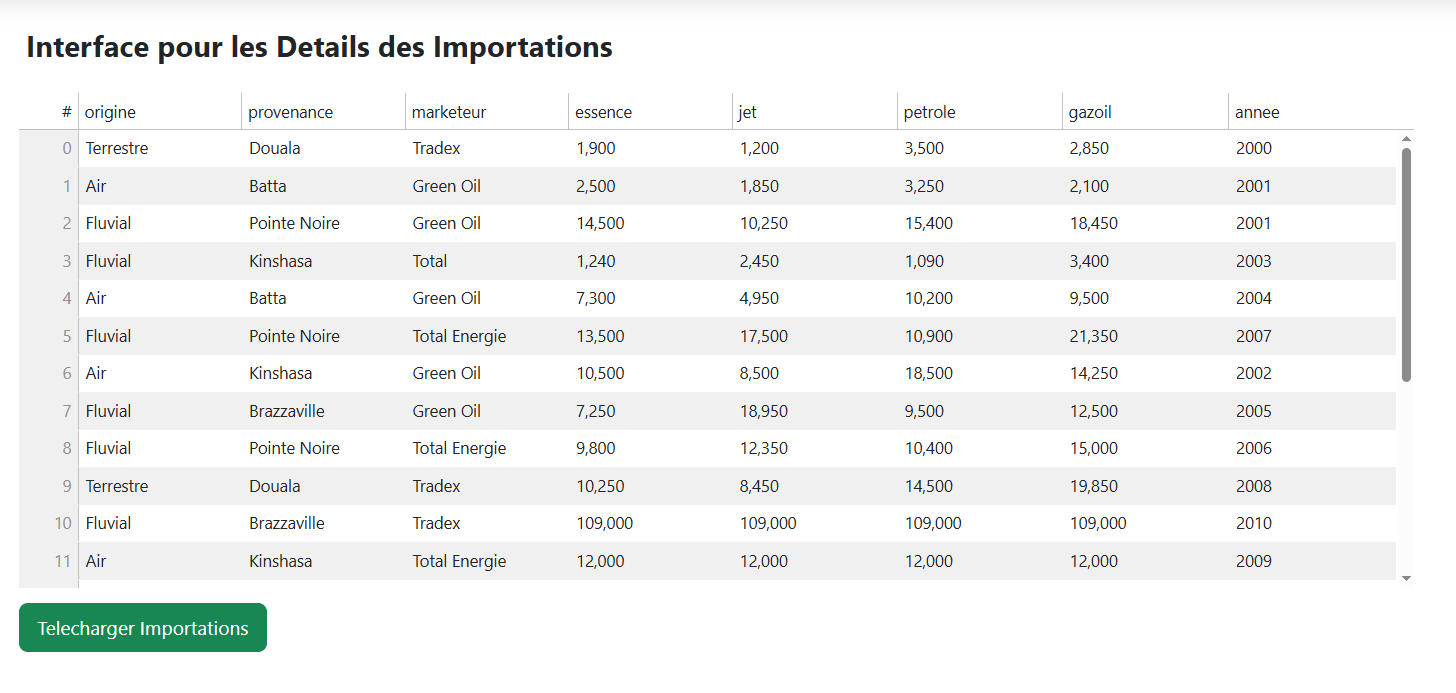 Interface pour les Details des Importations
# origine provenance marketeur essence jet petrole gazoil annee
0 Terrestre Douala Tradex 1,900 1,200 3,500 2,850 2000
1 Air Batta Green Oil 2,500 1,850 3,250 2,100 2001
2 Fluvial Pointe Noire Green Oil 14,500 10,250 15,400 18,450 2001
3 Fluvial Kinshasa Total 1,240 2,450 1,090 3,400 2003
4 Air Batta Green Oil 7,300 4,950 10,200 9,500 2004
5 Fluvial Pointe Noire Total Energie 13,500 17,500 10,900 21,350 2007
6 Air Kinshasa Green Oil 10,500 8,500 18,500 14,250 2002
7 Fluvial Brazzaville Green Oil 7,250 18,950 9,500 12,500 2005
8 Fluvial Pointe Noire Total Energie 9,800 12,350 10,400 15,000 2006
9 Terrestre Douala Tradex 10,250 8,450 14,500 19,850 2008
10 Fluvial Brazzaville Tradex 109,000 109,000 109,000 109,000 2010
11 Air Kinshasa Total Energie 12,000 12,000 12,000 12,000 2009
Telecharger Importations